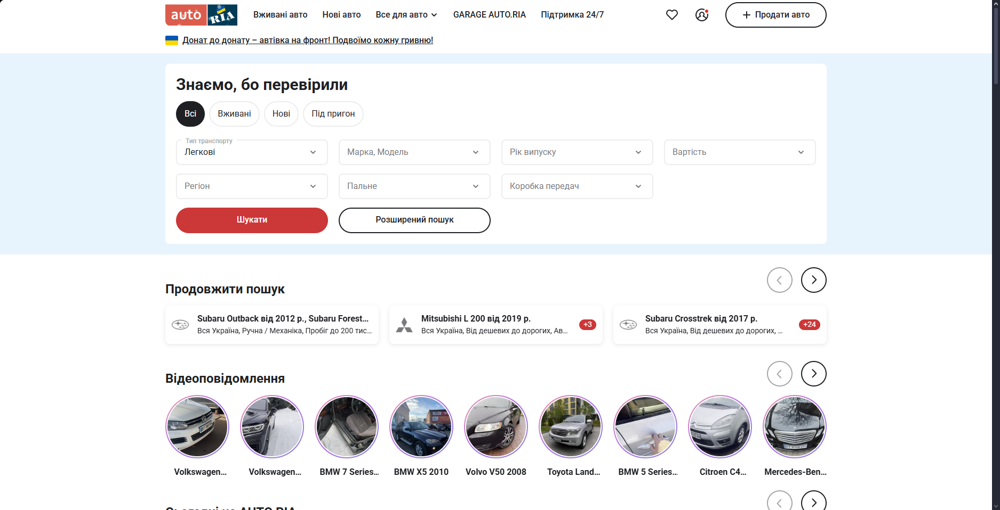 auto RIA
Вживані авто
Нові авто
Все для авто
GARAGE AUTO.RIA
Підтримка 24/7
Продати авто
Донат до донату – автівка на фронт! Подвоїмо кожну гривню!
Знаємо, бо перевірили
Всі
Вживані
Нові
Під пригон
Тип транспорту
Легкові
Марка, Модель
Рік випуску
Вартість
Регіон
Пальне
Коробка передач
Шукати
Розширений пошук
Продовжити пошук
Subaru Outback від 2012 р., Subaru Forest...
Вся Україна, Ручна / Механіка, Пробіг до 200 тис...
Mitsubishi L 200 від 2019 р.
Вся Україна, Від дешевих до дорогих, Ав...
+3
Subaru Crosstrek від 2017 р.
Вся Україна, Від дешевих до дорогих, ...
+24
Відеоповідомлення
Volkswagen...
Volkswagen...
BMW 7 Series...
BMW X5 2010
Volvo V50 2008
Toyota Land...
BMW 5 Series...
Citroen C4...
Mercedes-Ben...
Сьогодні на AUTO.RIA